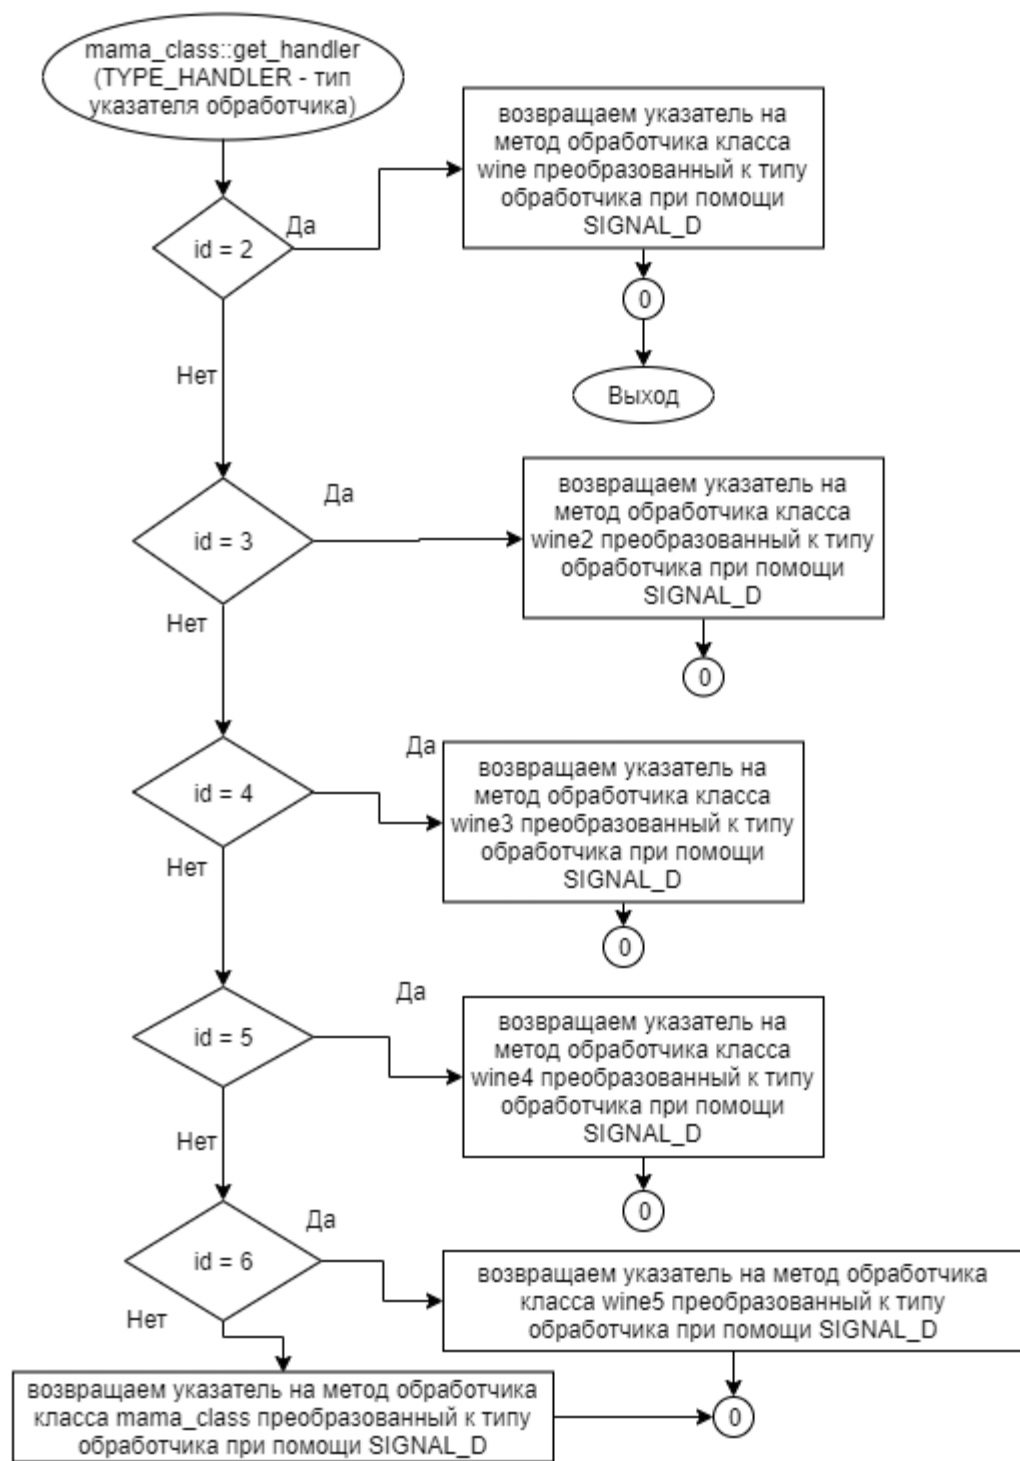 mama_class::get_handler
(TYPE_HANDLER - тип
указателя обработчика)
возвращаем указатель на
метод обработчика класса
wine преобразованный к типу
обработчика при помощи
SIGNAL_D
Да
id = 2
0
Нет
Выход
возвращаем указатель на
метод обработчика класса
wine2 преобразованный к типу
обработчика при помощи
SIGNAL_D
Да
id = 3
Нет
0
Да
возвращаем указатель на
метод обработчика класса
wine3 преобразованный к типу
обработчика при помощи
SIGNAL_D
id = 4
Нет
0
Да
возвращаем указатель на
метод обработчика класса
wine4 преобразованный к типу
обработчика при помощи
SIGNAL_D
id = 5
Нет
0
Да
id = 6
возвращаем указатель на метод обработчика
класса wine5 преобразованный к типу
обработчика при помощи SIGNAL_D
Нет
возвращаем указатель на метод обработчика
класса mama_class преобразованный к типу
обработчика при помощи SIGNAL_D
0